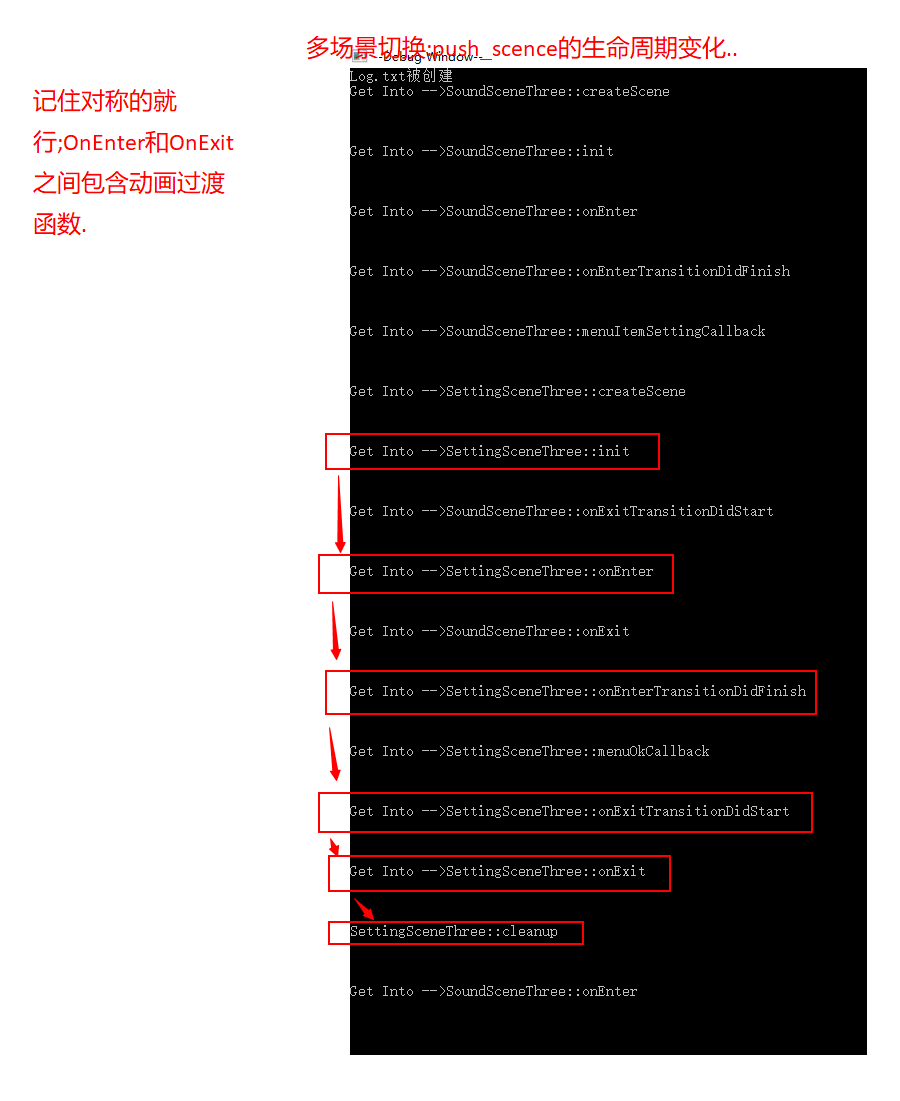 多场景切换;push_scence的生命周期变化..
--Debug-Window--
记住对称的就
行;OnEnter和OnExit
之间包含动画过渡
函数.
Log.txt被创建
Get Into -->SoundSceneThree::createScene
Get Into -->SoundSceneThree::init
Get Into -->SoundSceneThree::onEnter
Get Into -->SoundSceneThree::onEnterTransitionDidFinish
Get Into -->SoundSceneThree::menuItemSettingCallback
Get Into -->SettingSceneThree::createScene
Get Into -->SettingSceneThree::init
Get Into -->SoundSceneThree::onExitTransitionDidStart
Get Into -->SettingSceneThree::onEnter
Get Into -->SoundSceneThree::onExit
Get Into -->SettingSceneThree::onEnterTransitionDidFinish
Get Into -->SettingSceneThree::menuOkCallback
Get Into -->SettingSceneThree::onExitTransitionDidStart
Get Into -->SettingSceneThree::onExit
SettingSceneThree::cleanup
Get Into -->SoundSceneThree::onEnter